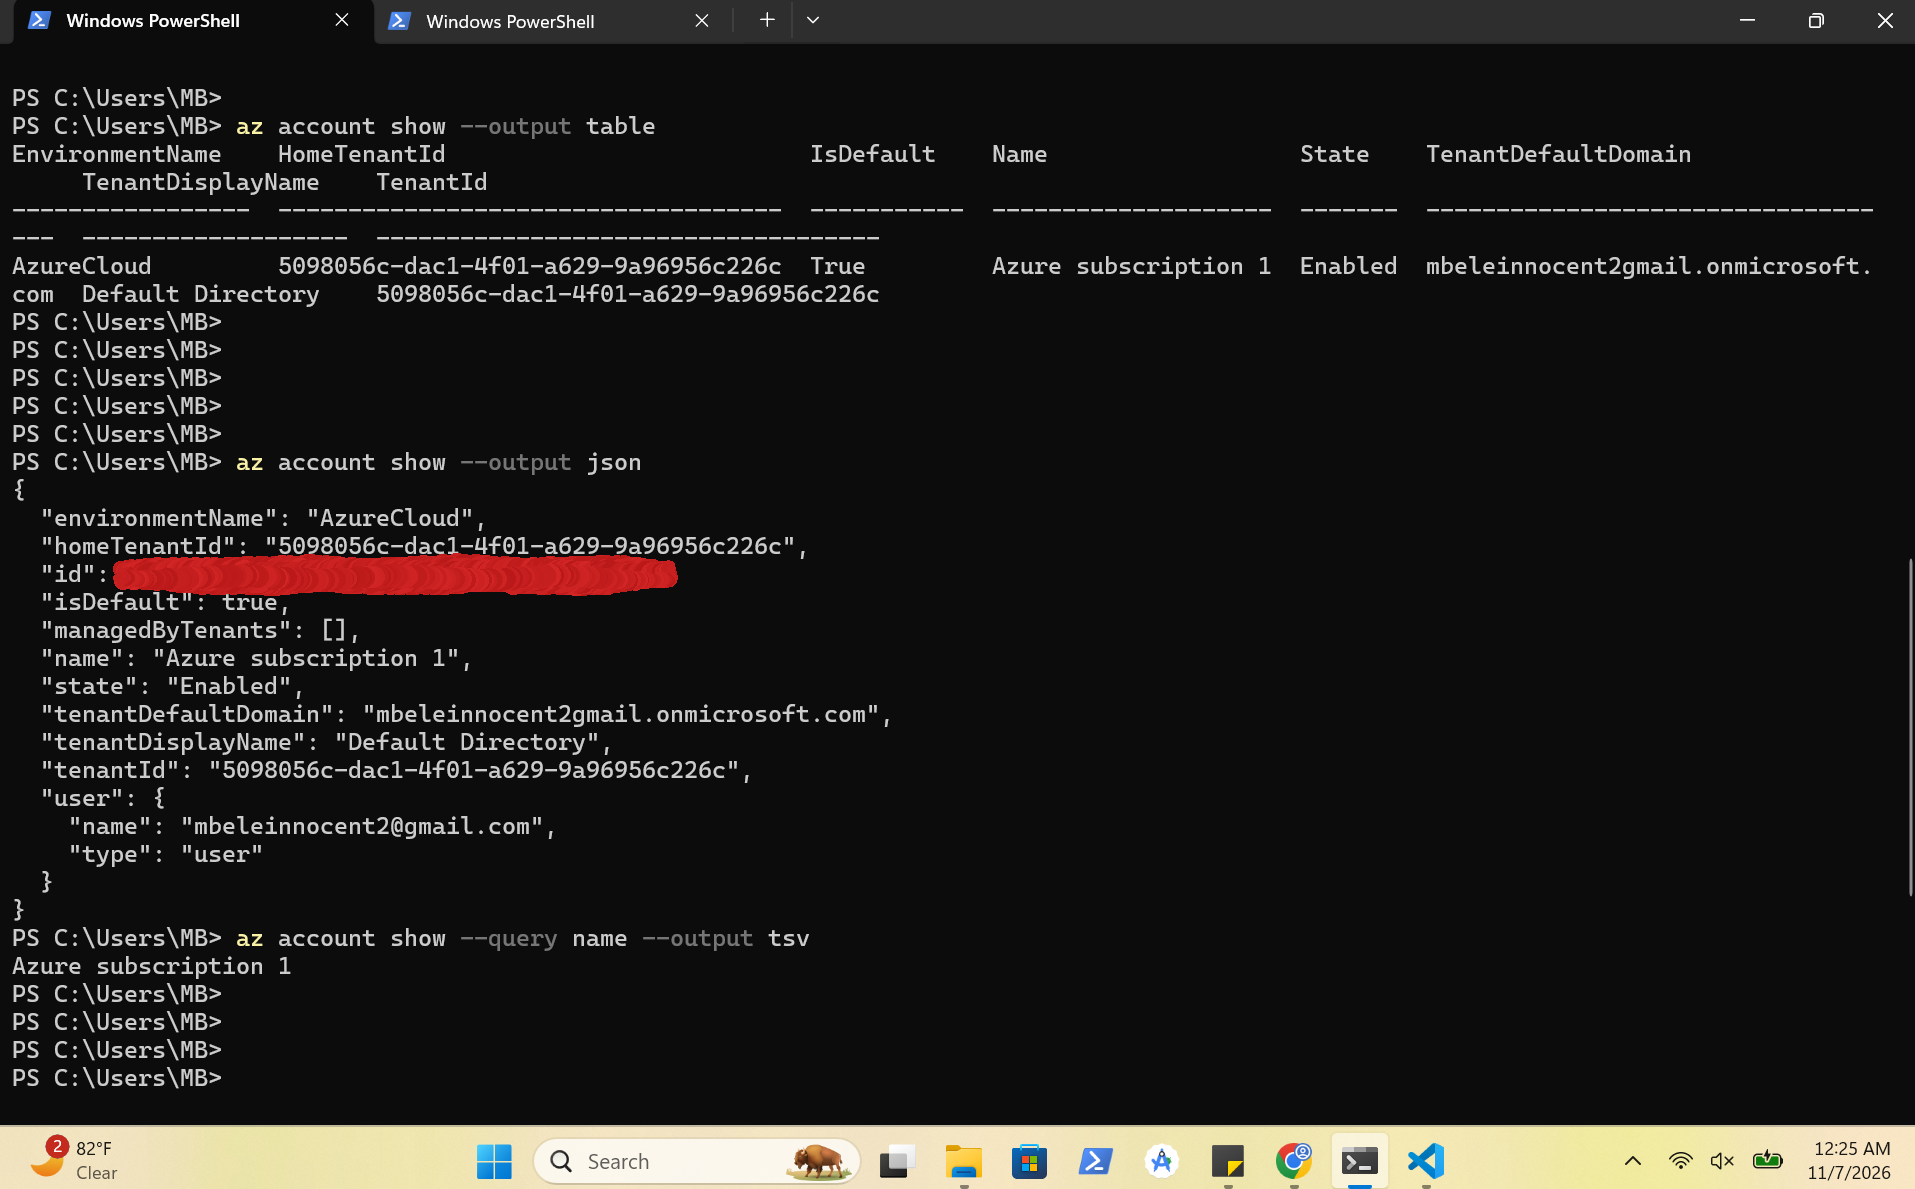 Windows PowerShell
Windows PowerShell
PS C:\Users\MB>
PS C:\Users\MB> az account show --output table
EnvironmentName    HomeTenantId                          IsDefault    Name                  State    TenantDefaultDomain
     TenantDisplayName    TenantId
-----------------  ------------------------------------  -----------  --------------------  -------  --------------------------------
---  -------------------  ------------------------------------
AzureCloud         5098056c-dac1-4f01-a629-9a96956c226c  True         Azure subscription 1  Enabled  mbeleinnocent2gmail.onmicrosoft.
com  Default Directory    5098056c-dac1-4f01-a629-9a96956c226c
PS C:\Users\MB>
PS C:\Users\MB>
PS C:\Users\MB>
PS C:\Users\MB>
PS C:\Users\MB>
PS C:\Users\MB> az account show --output json
{
  "environmentName": "AzureCloud",
  "homeTenantId": "5098056c-dac1-4f01-a629-9a96956c226c",
  "id":
  "isDefault": true,
  "managedByTenants": [],
  "name": "Azure subscription 1",
  "state": "Enabled",
  "tenantDefaultDomain": "mbeleinnocent2gmail.onmicrosoft.com",
  "tenantDisplayName": "Default Directory",
  "tenantId": "5098056c-dac1-4f01-a629-9a96956c226c",
  "user": {
    "name": "mbeleinnocent2@gmail.com",
    "type": "user"
  }
}
PS C:\Users\MB> az account show --query name --output tsv
Azure subscription 1
PS C:\Users\MB>
PS C:\Users\MB>
PS C:\Users\MB>
PS C:\Users\MB>
2
82°F
Clear
Search
12:25 AM
11/7/2026